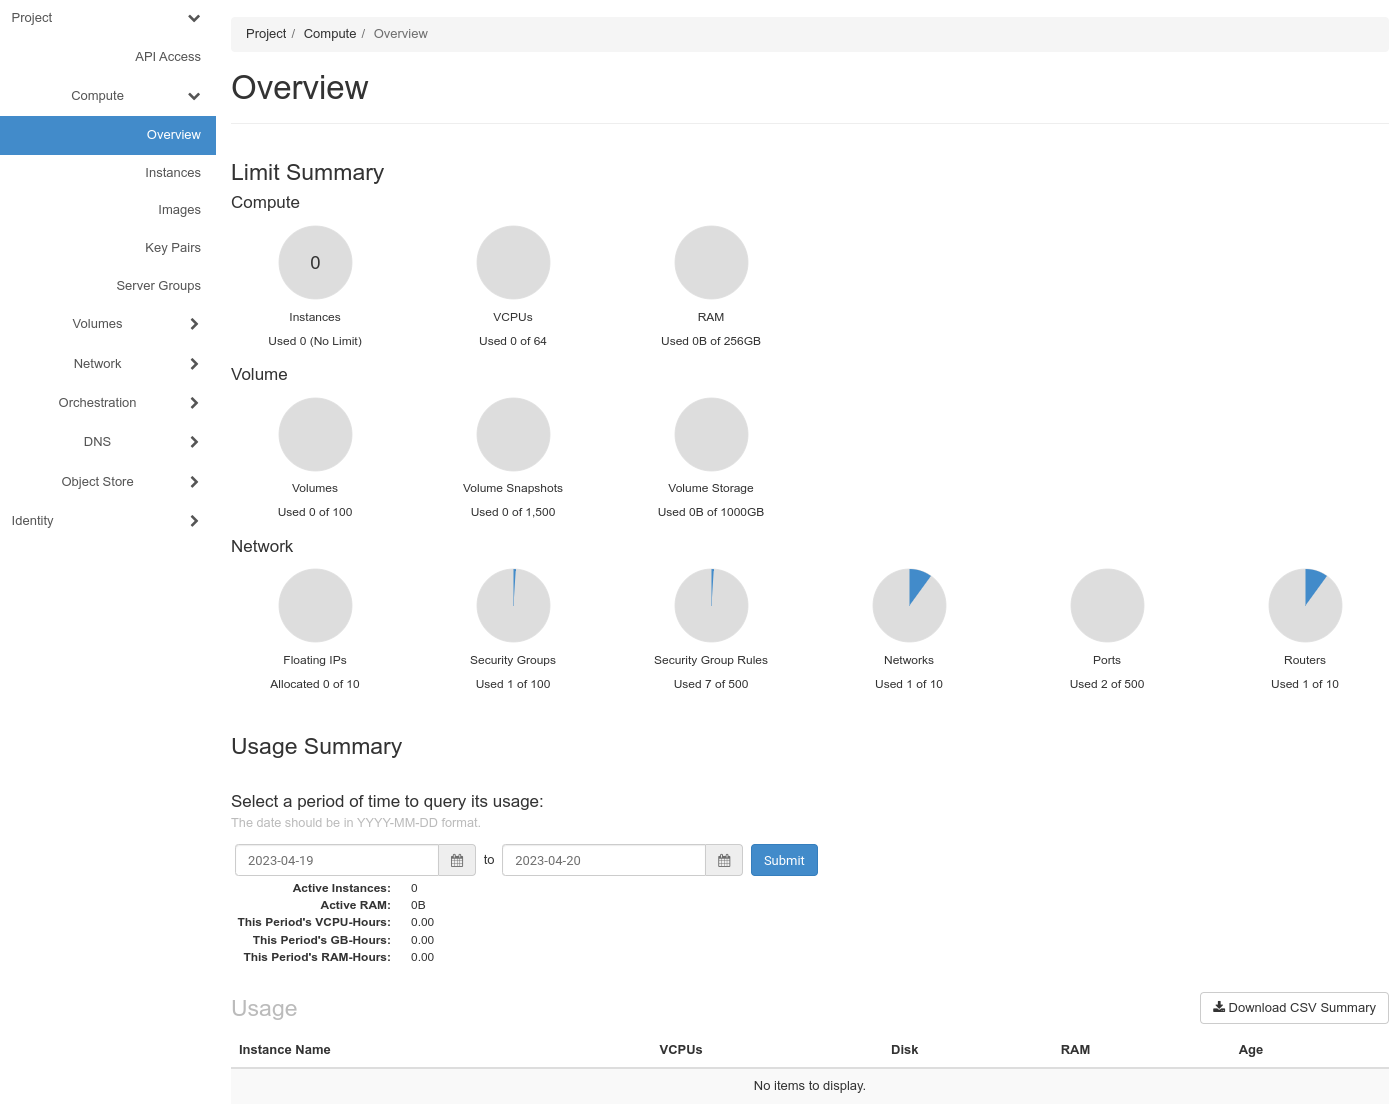 Project
API Access
Compute
Overview
Instances
Images
Key Pairs
Server Groups
Volumes
Network
Orchestration
DNS
Object Store
Identity
Project / Compute / Overview
Overview
Limit Summary
Compute
0
Instances
Used 0 (No Limit)
VCPUs
Used 0 of 64
RAM
Used 0B of 256GB
Volume
Volumes
Used 0 of 100
Volume Snapshots
Used 0 of 1,500
Volume Storage
Used 0B of 1000GB
Network
Floating IPs
Allocated 0 of 10
Security Groups
Used 1 of 100
Security Group Rules
Used 7 of 500
Networks
Used 1 of 10
Ports
Used 2 of 500
Routers
Used 1 of 10
Usage Summary
Select a period of time to query its usage:
The date should be in YYYY-MM-DD format.
2023-04-19 to 2023-04-20 Submit
Active Instances: 0
Active RAM: 0B
This Period's VCPU-Hours: 0.00
This Period's GB-Hours: 0.00
This Period's RAM-Hours: 0.00
Usage
Download CSV Summary
Instance Name VCPUs Disk RAM Age
No items to display.